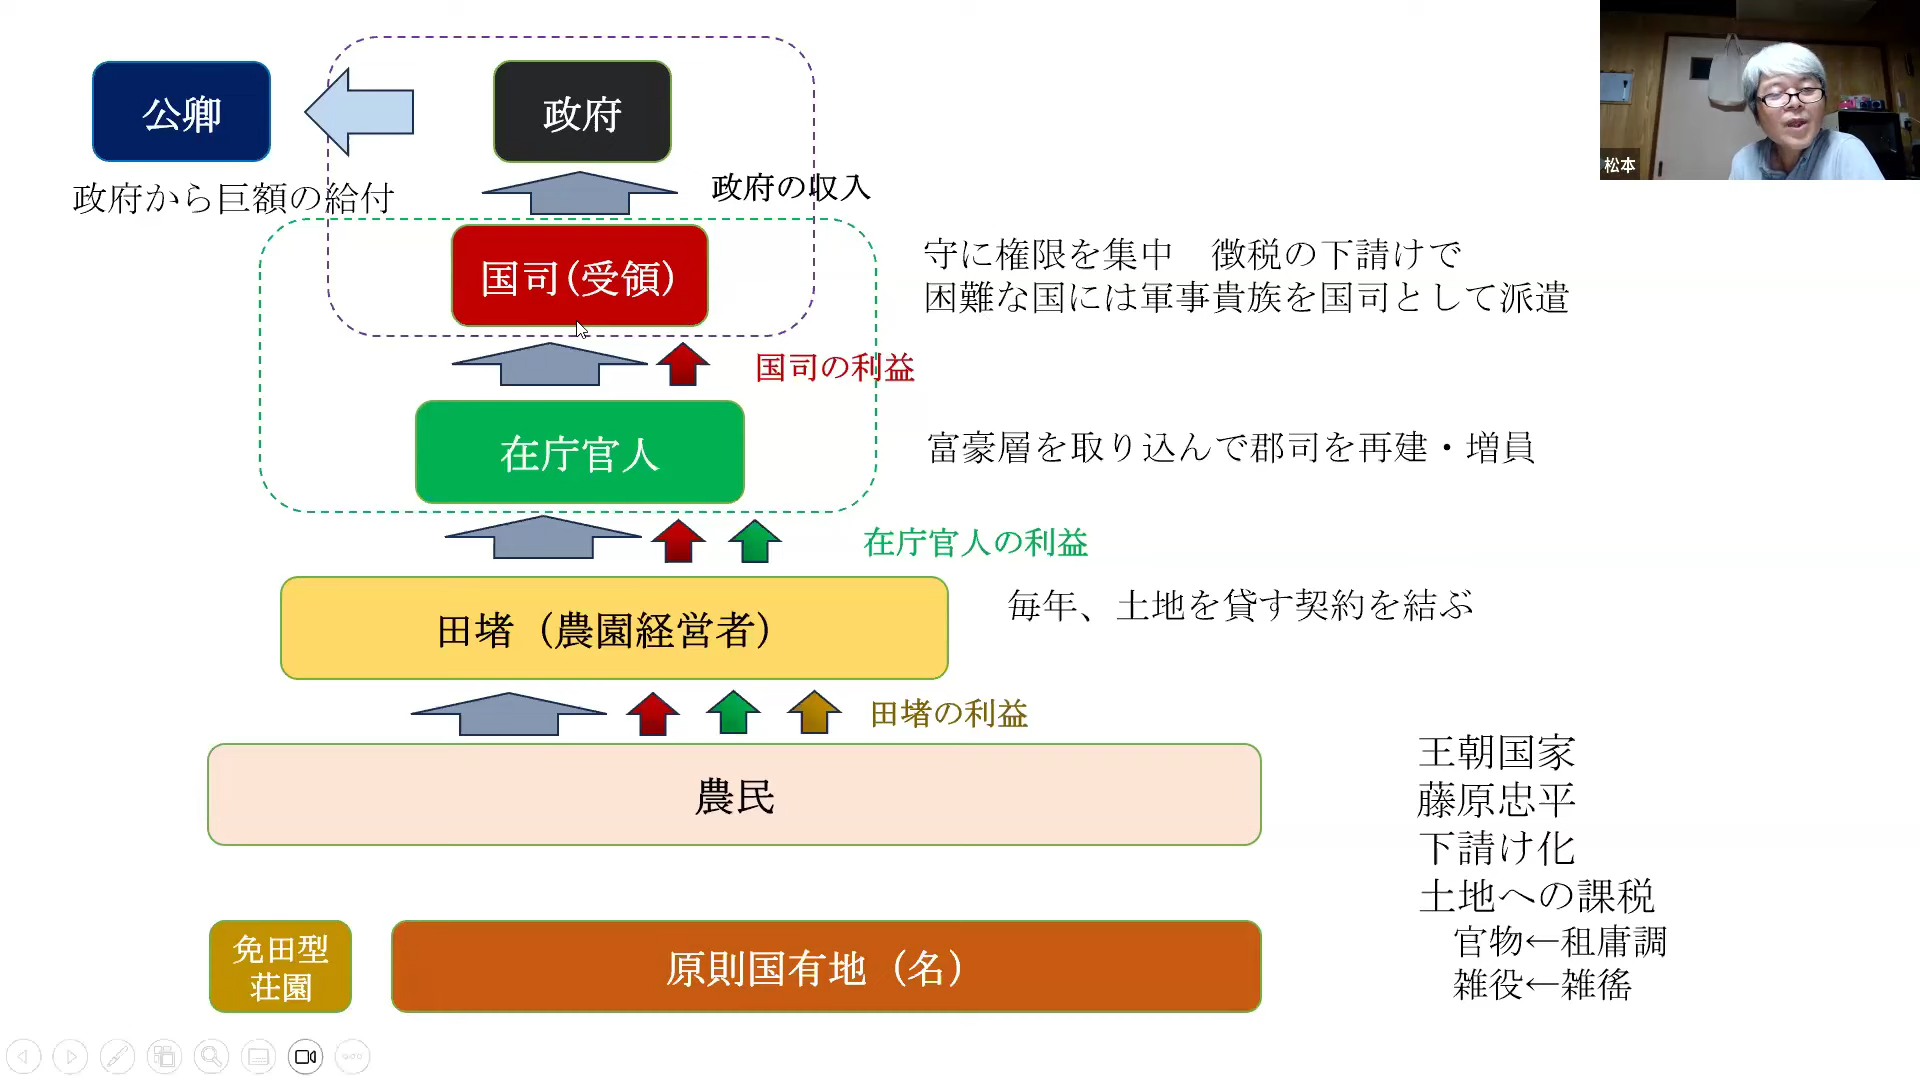 公卿
政府
松本
政府から巨額の給付
政府の収入
国司(受領)
守に権限を集中　徴税の下請けで
困難な国には軍事貴族を国司として派遣
国司の利益
在庁官人
富豪層を取り込んで郡司を再建・増員
在庁官人の利益
田堵（農園経営者）
毎年、土地を貸す契約を結ぶ
田堵の利益
農民
王朝国家
藤原忠平
下請け化
土地への課税
官物←租庸調
雑役←雑徭
免田型
荘園
原則国有地（名）